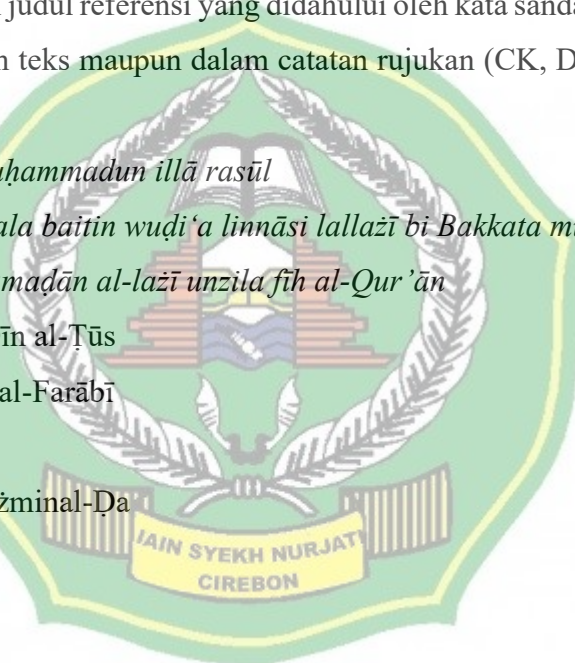 judul referensi yang didahului oleh kata sanda
teks maupun dalam catatan rujukan (CK, D
ḥammadun illā rasūl
ala baitin wuḍi‘a linnāsi lallażī bi Bakkata
maḍān al-lażī unzila fīh al-Qur’ān
īn al-Ṭūs
al-Farābī
żminal-Ḍa
IAIN SYEKH NURJATI
CIREBON